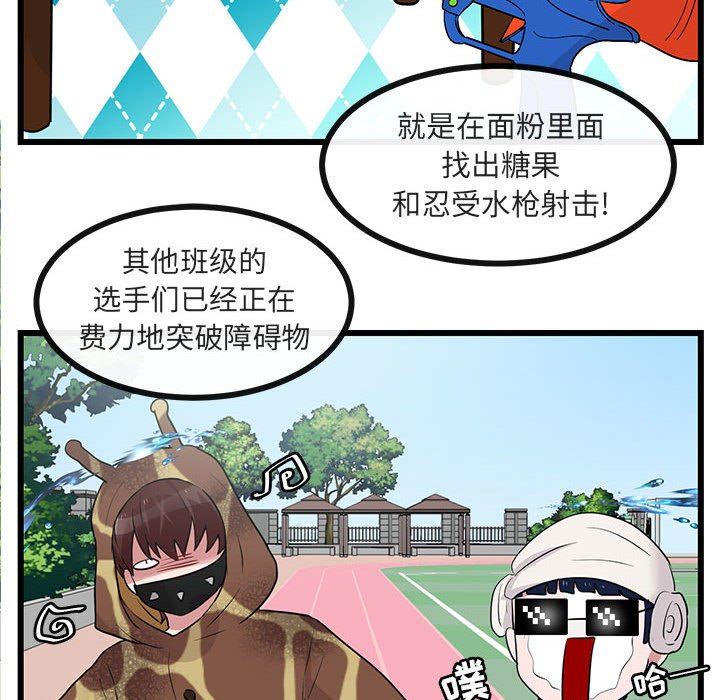 就是在面粉里面
找出糖果
和忍受水枪射击!
其他班级的
选手们已经正在
费力地突破障碍物
噗
哈一